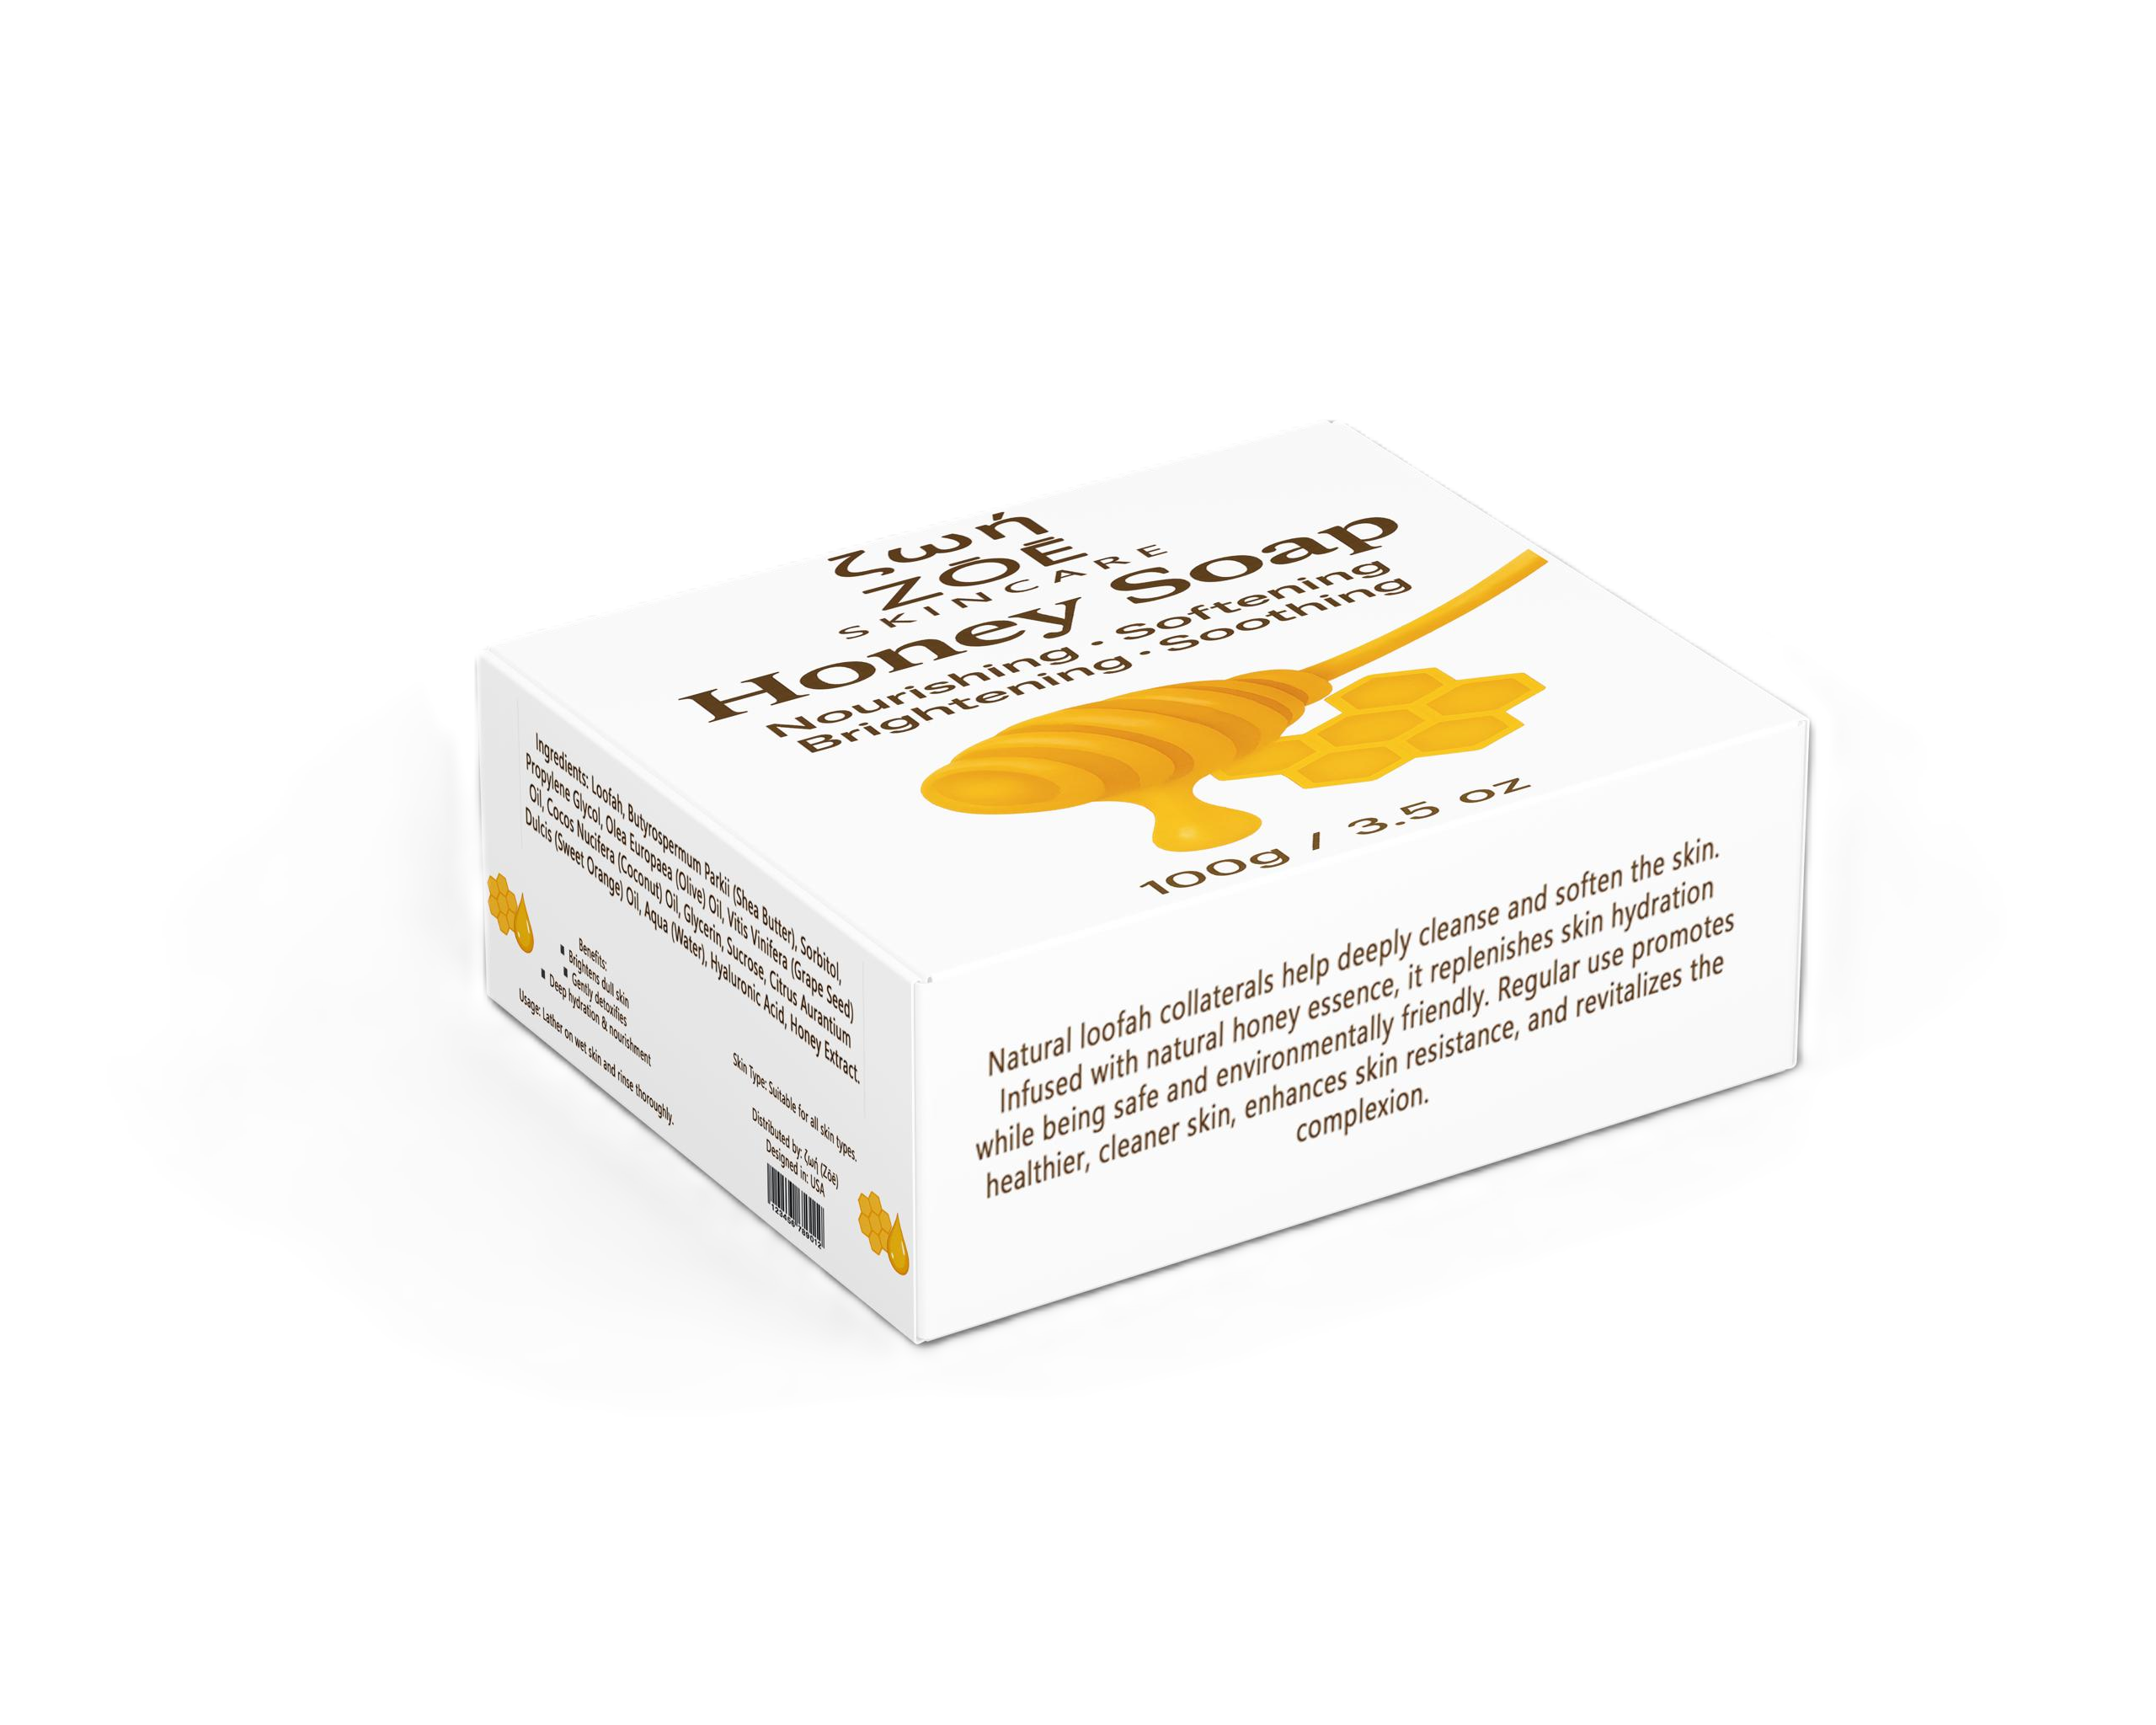 ζωή
ZŌĒ
SKINCARE
Honey Soap
Nourishing · Softening
Brightening · Soothing
100g / 3.5 oz
Ingredients: Loofah, Butyrospermum Parkii (Shea Butter), Sorbitol,
Propylene Glycol, Olea Europaea (Olive) Oil, Vitis Vinifera (Grape Seed)
Oil, Cocos Nucifera (Coconut) Oil, Glycerin, Sucrose, Citrus Aurantium
Dulcis (Sweet Orange) Oil, Aqua (Water), Hyaluronic Acid, Honey Extract.
Benefits:
▪ Brightens dull skin
▪ Gently detoxifies
▪ Deep hydration & nourishment
Usage: Lather on wet skin and rinse thoroughly.
Skin Type: Suitable for all skin types.
Distributed by: ζωή (Zōē)
Designed in: USA
123456 789012
Natural loofah collaterals help deeply cleanse and soften the skin.
Infused with natural honey essence, it replenishes skin hydration
while being safe and environmentally friendly. Regular use promotes
healthier, cleaner skin, enhances skin resistance, and revitalizes the
complexion.